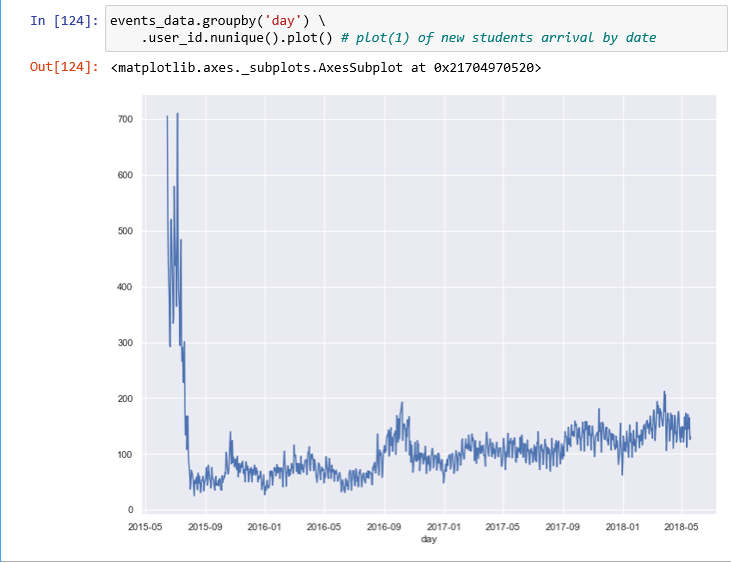 In [124]: events_data.groupby('day') \
.user_id.nunique().plot() # plot(1) of new students arrival by date
Out[124]: <matplotlib.axes._subplots.AxesSubplot at 0x21704970520>
700
600
500
400
300
200
100
0
2015-05 2015-09 2016-01 2016-05 2016-09 2017-01 2017-05 2017-09 2018-01 2018-05
day